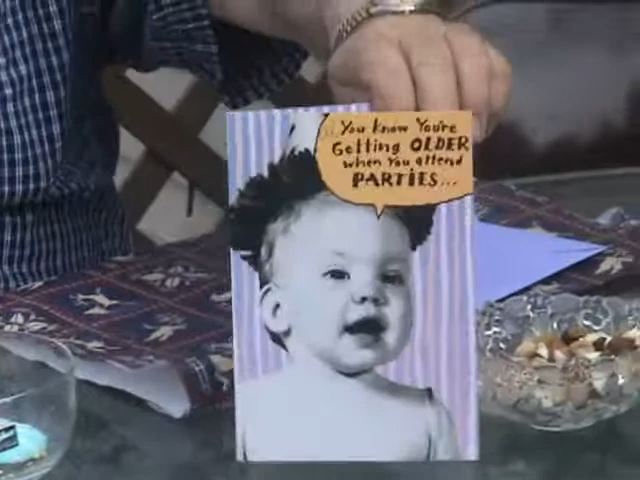 You know You're
Getting OLDER
when You attend
PARTIES...